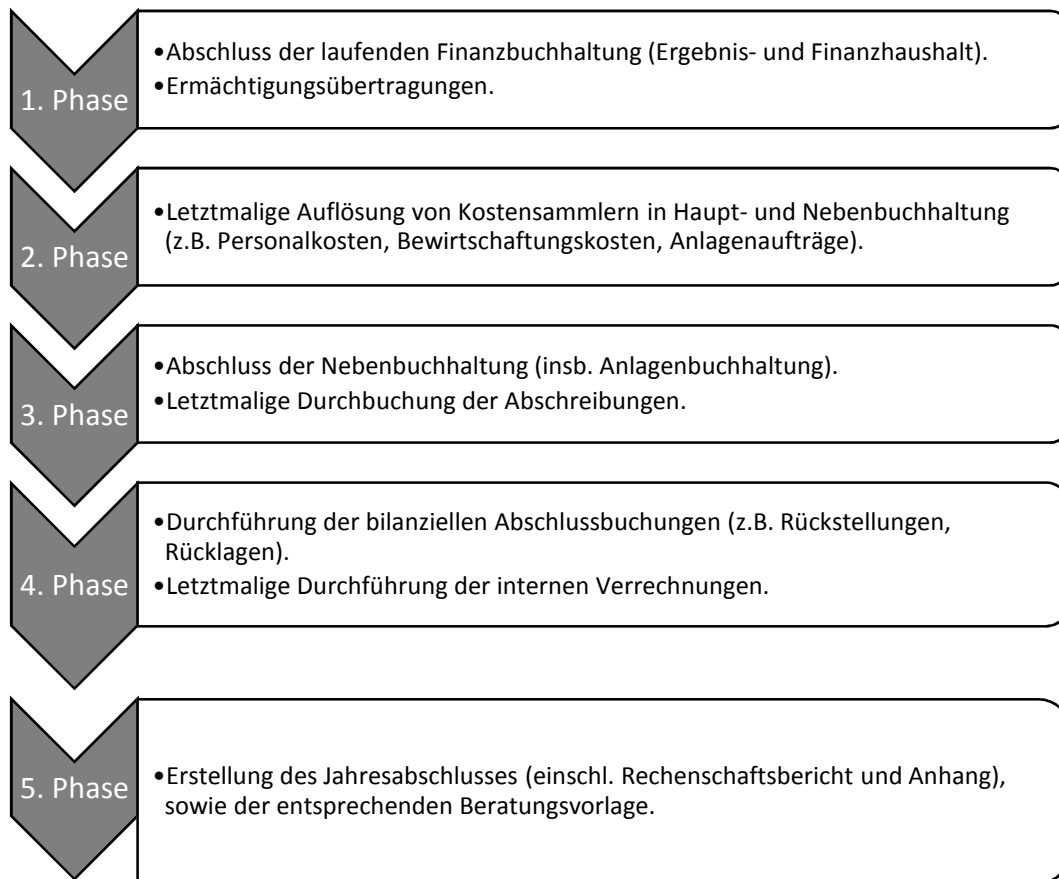 1. Phase
•Abschluss der laufenden Finanzbuchhaltung (Ergebnis- und Finanzhaushalt).
•Ermächtigungsübertragungen.
2. Phase
•Letztmalige Auflösung von Kostensammlern in Haupt- und Nebenbuchhaltung
(z.B. Personalkosten, Bewirtschaftungskosten, Anlagenaufträge).
3. Phase
•Abschluss der Nebenbuchhaltung (insb. Anlagenbuchhaltung).
•Letztmalige Durchbuchung der Abschreibungen.
4. Phase
•Durchführung der bilanziellen Abschlussbuchungen (z.B. Rückstellungen,
Rücklagen).
•Letztmalige Durchführung der internen Verrechnungen.
5. Phase
•Erstellung des Jahresabschlusses (einschl. Rechenschaftsbericht und Anhang),
sowie der entsprechenden Beratungsvorlage.